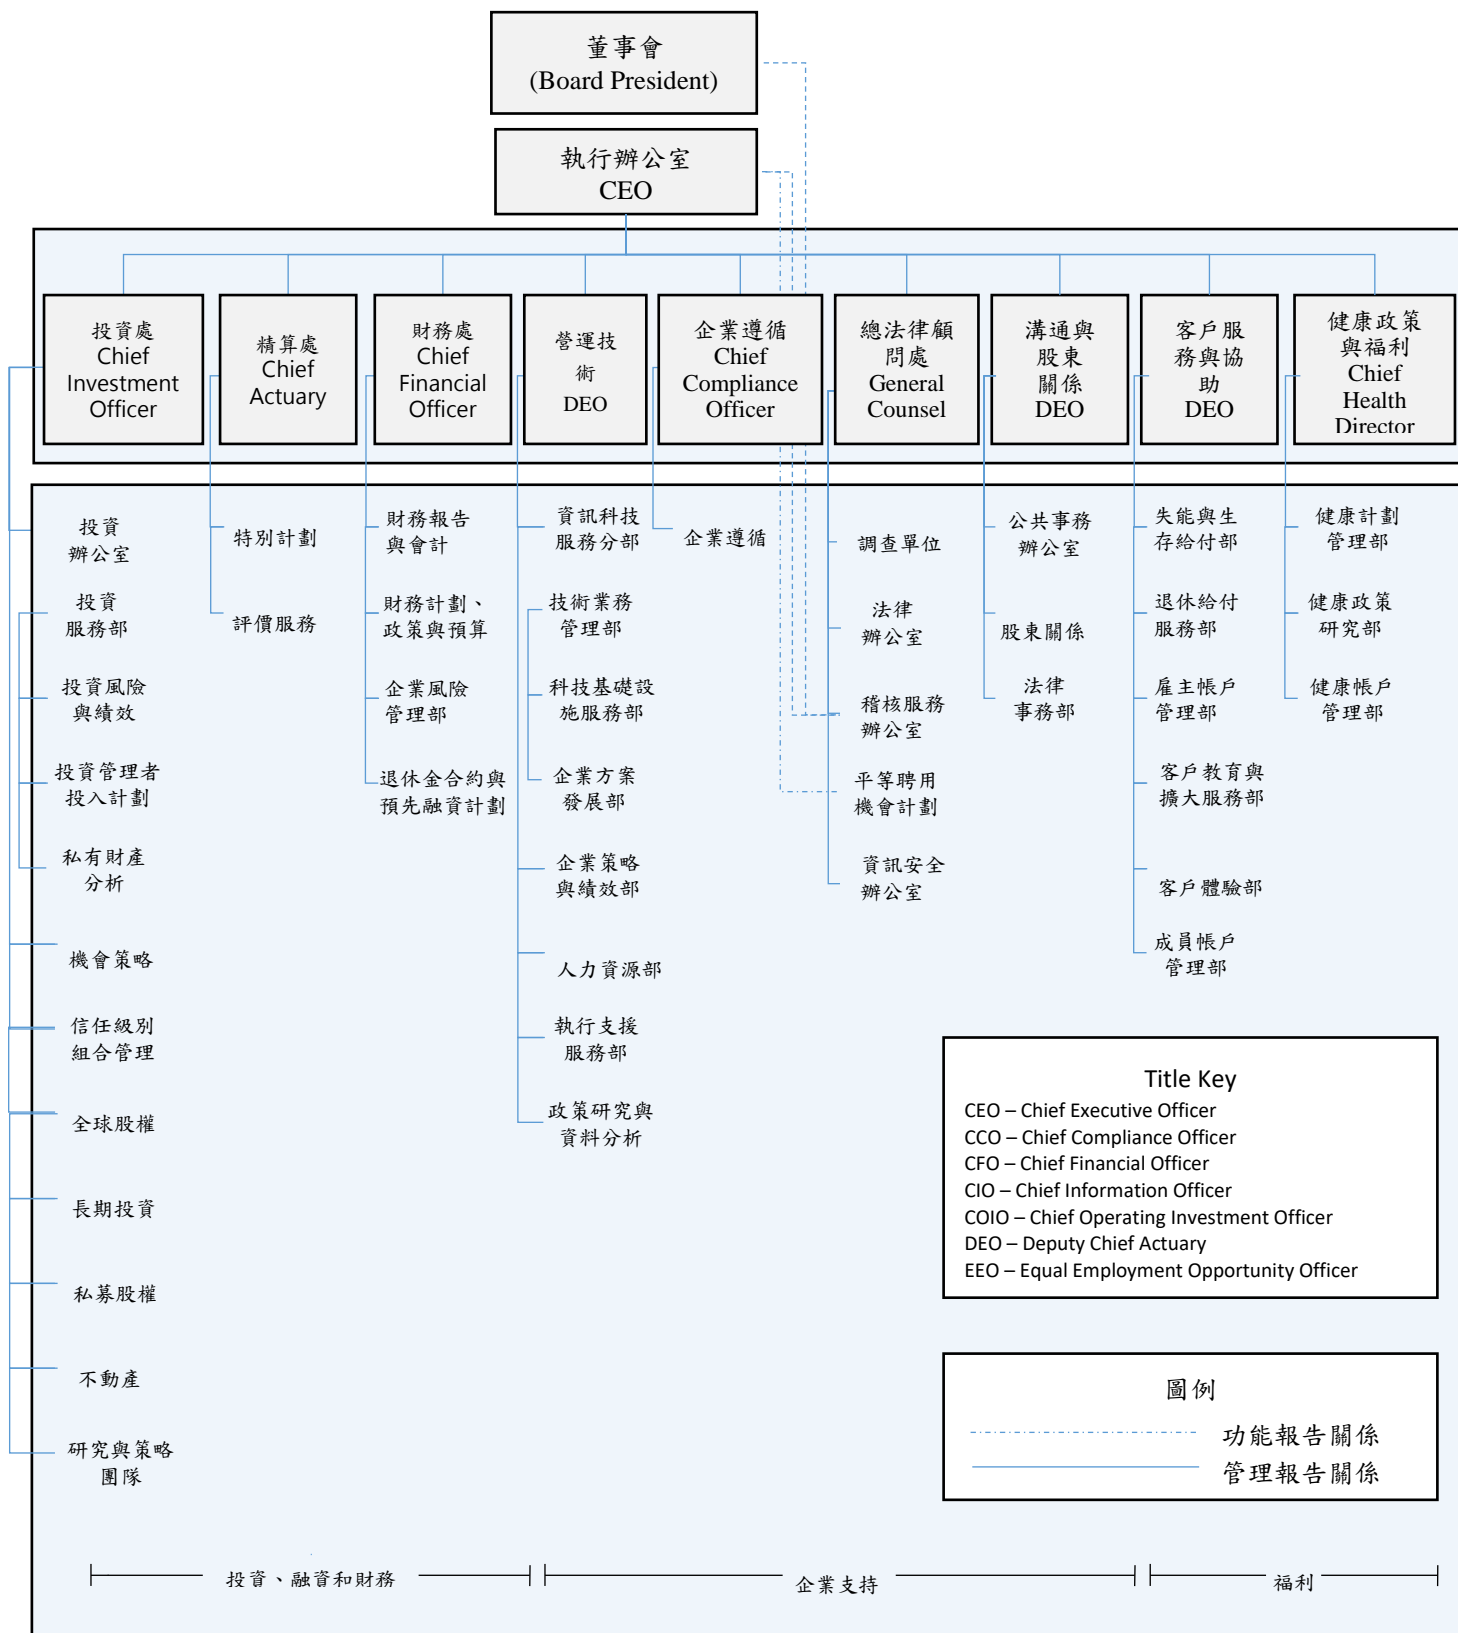 董事會
(Board President)
執行辦公室
CEO
投資處
Chief
Investment
Officer
精算處
Chief
Actuary
財務處
Chief
Financial
Officer
營運技
術
DEO
企業遵循
Chief
Compliance
Officer
總法律顧
問處
General
Counsel
溝通與
股東
關係
DEO
客戶服
務與協
助
DEO
健康政策
與福利
Chief
Health
Director
投資
辦公室
投資
服務部
投資風險
與績效
投資管理者
投入計劃
私有財產
分析
機會策略
信任級別
組合管理
全球股權
長期投資
私募股權
不動產
研究與策略
團隊
特別計劃
評價服務
財務報告
與會計
財務計劃、
政策與預算
企業風險
管理部
退休金合約與
預先融資計劃
資訊科技
服務分部
技術業務
管理部
科技基礎設
施服務部
企業方案
發展部
企業策略
與績效部
人力資源部
執行支援
服務部
政策研究與
資料分析
企業遵循
調查單位
法律
辦公室
稽核服務
辦公室
平等聘用
機會計劃
資訊安全
辦公室
公共事務
辦公室
股東關係
法律
事務部
失能與生
存給付部
退休給付
服務部
雇主帳戶
管理部
客戶教育與
擴大服務部
客戶體驗部
成員帳戶
管理部
健康計劃
管理部
健康政策
研究部
健康帳戶
管理部
Title Key
CEO – Chief Executive Officer
CCO – Chief Compliance Officer
CFO – Chief Financial Officer
CIO – Chief Information Officer
COIO – Chief Operating Investment Officer
DEO – Deputy Chief Actuary
EEO – Equal Employment Opportunity Officer
圖例
功能報告關係
管理報告關係
投資、融資和財務
企業支持
福利